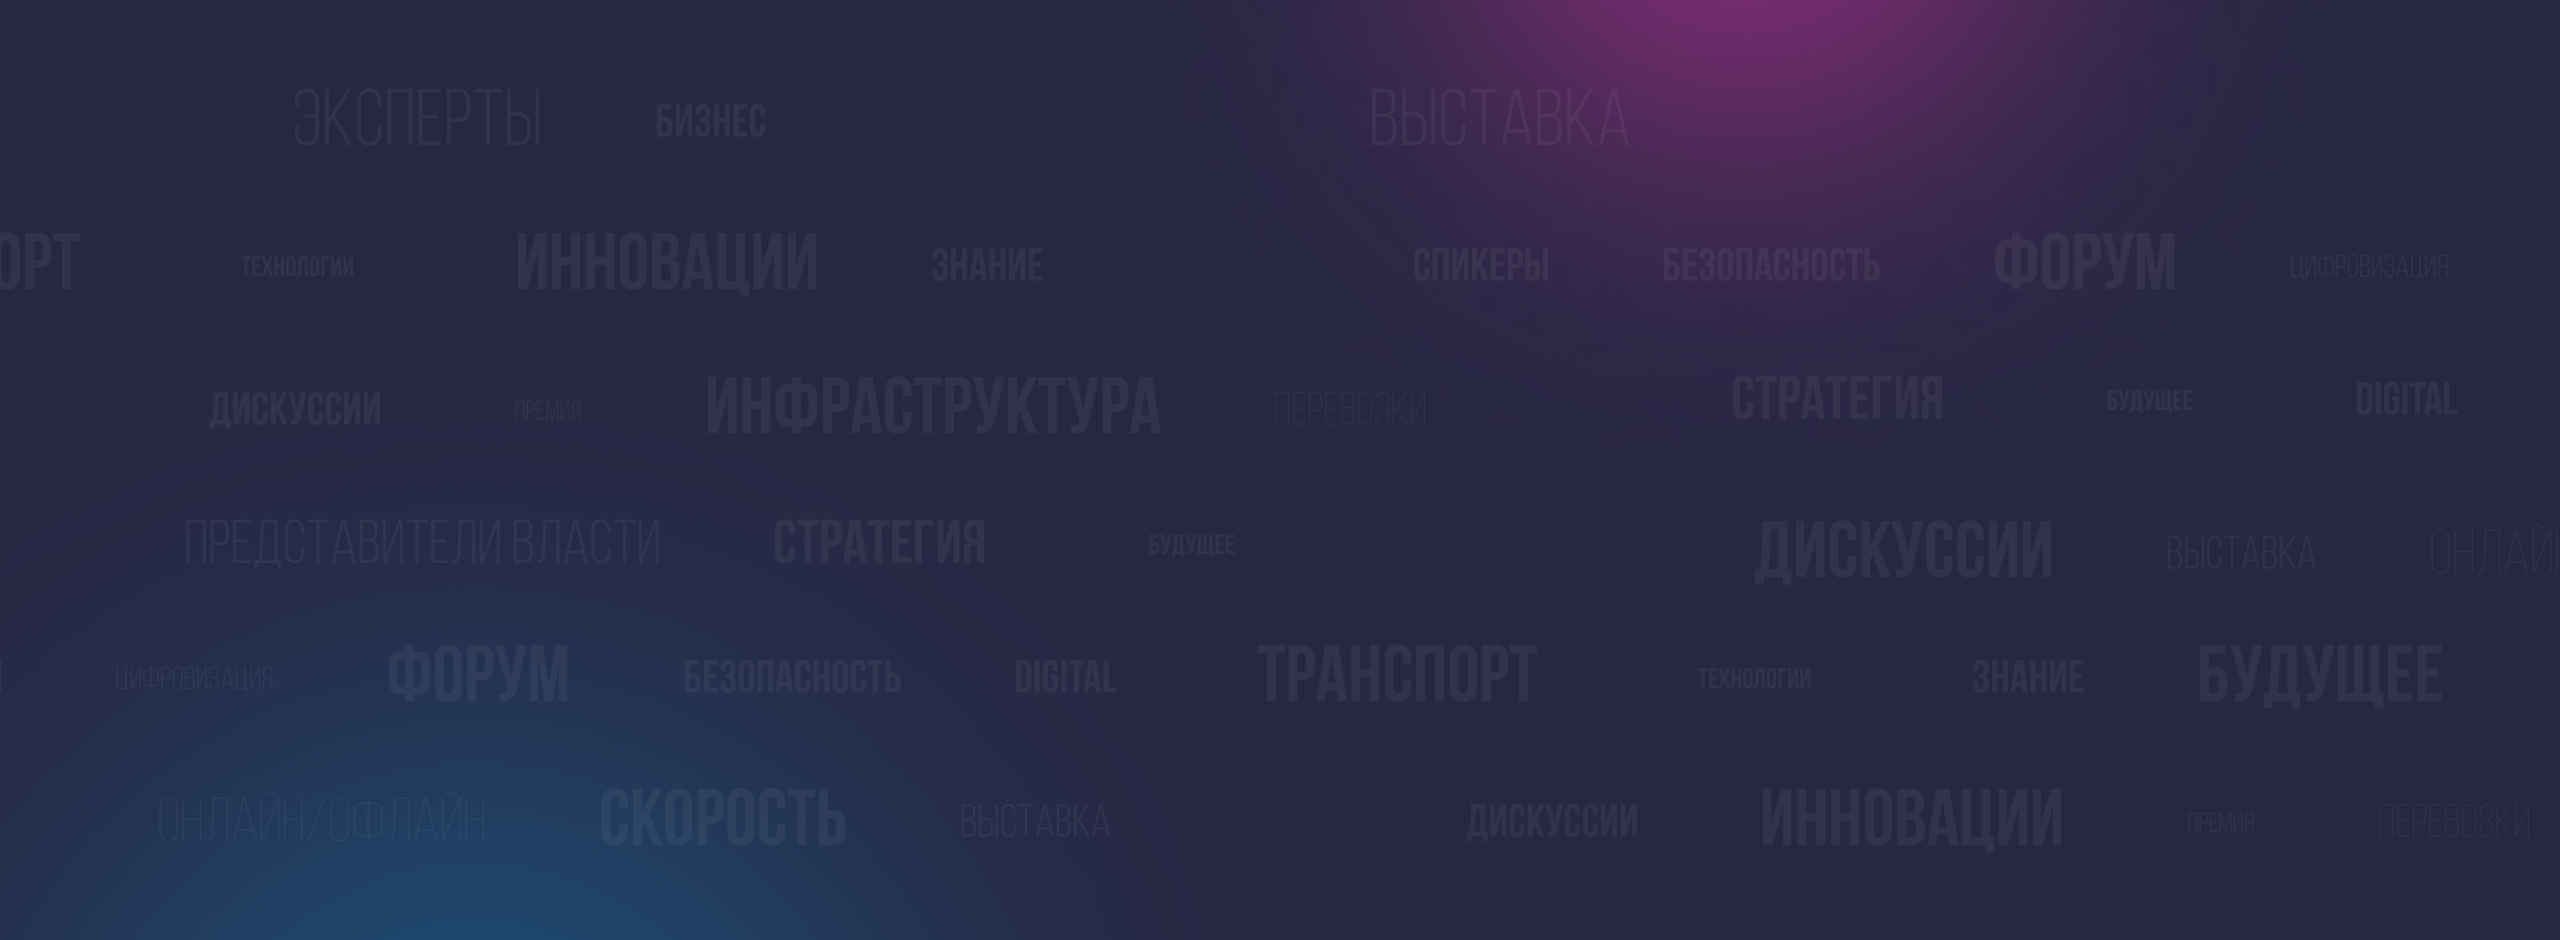 ЭКСПЕРТЫ БИЗНЕС ВЫСТАВКА
ОРТ ТЕХНОЛОГИИ ИННОВАЦИИ ЗНАНИЕ СПИКЕРЫ БЕЗОПАСНОСТЬ ФОРУМ ЦИФРОВИЗАЦИЯ
ДИСКУССИИ ПРЕМИЯ ИНФРАСТРУКТУРА ПЕРЕВОЗКИ СТРАТЕГИЯ БУДУЩЕЕ DIGITAL
ПРЕДСТАВИТЕЛИ ВЛАСТИ СТРАТЕГИЯ БУДУЩЕЕ ДИСКУССИИ ВЫСТАВКА ОНЛАЙН
ЦИФРОВИЗАЦИЯ ФОРУМ БЕЗОПАСНОСТЬ DIGITAL ТРАНСПОРТ ТЕХНОЛОГИИ ЗНАНИЕ БУДУЩЕЕ
ОНЛАЙН/ОФЛАЙН СКОРОСТЬ ВЫСТАВКА ДИСКУССИИ ИННОВАЦИИ ПРЕМИЯ ПЕРЕВОЗКИ